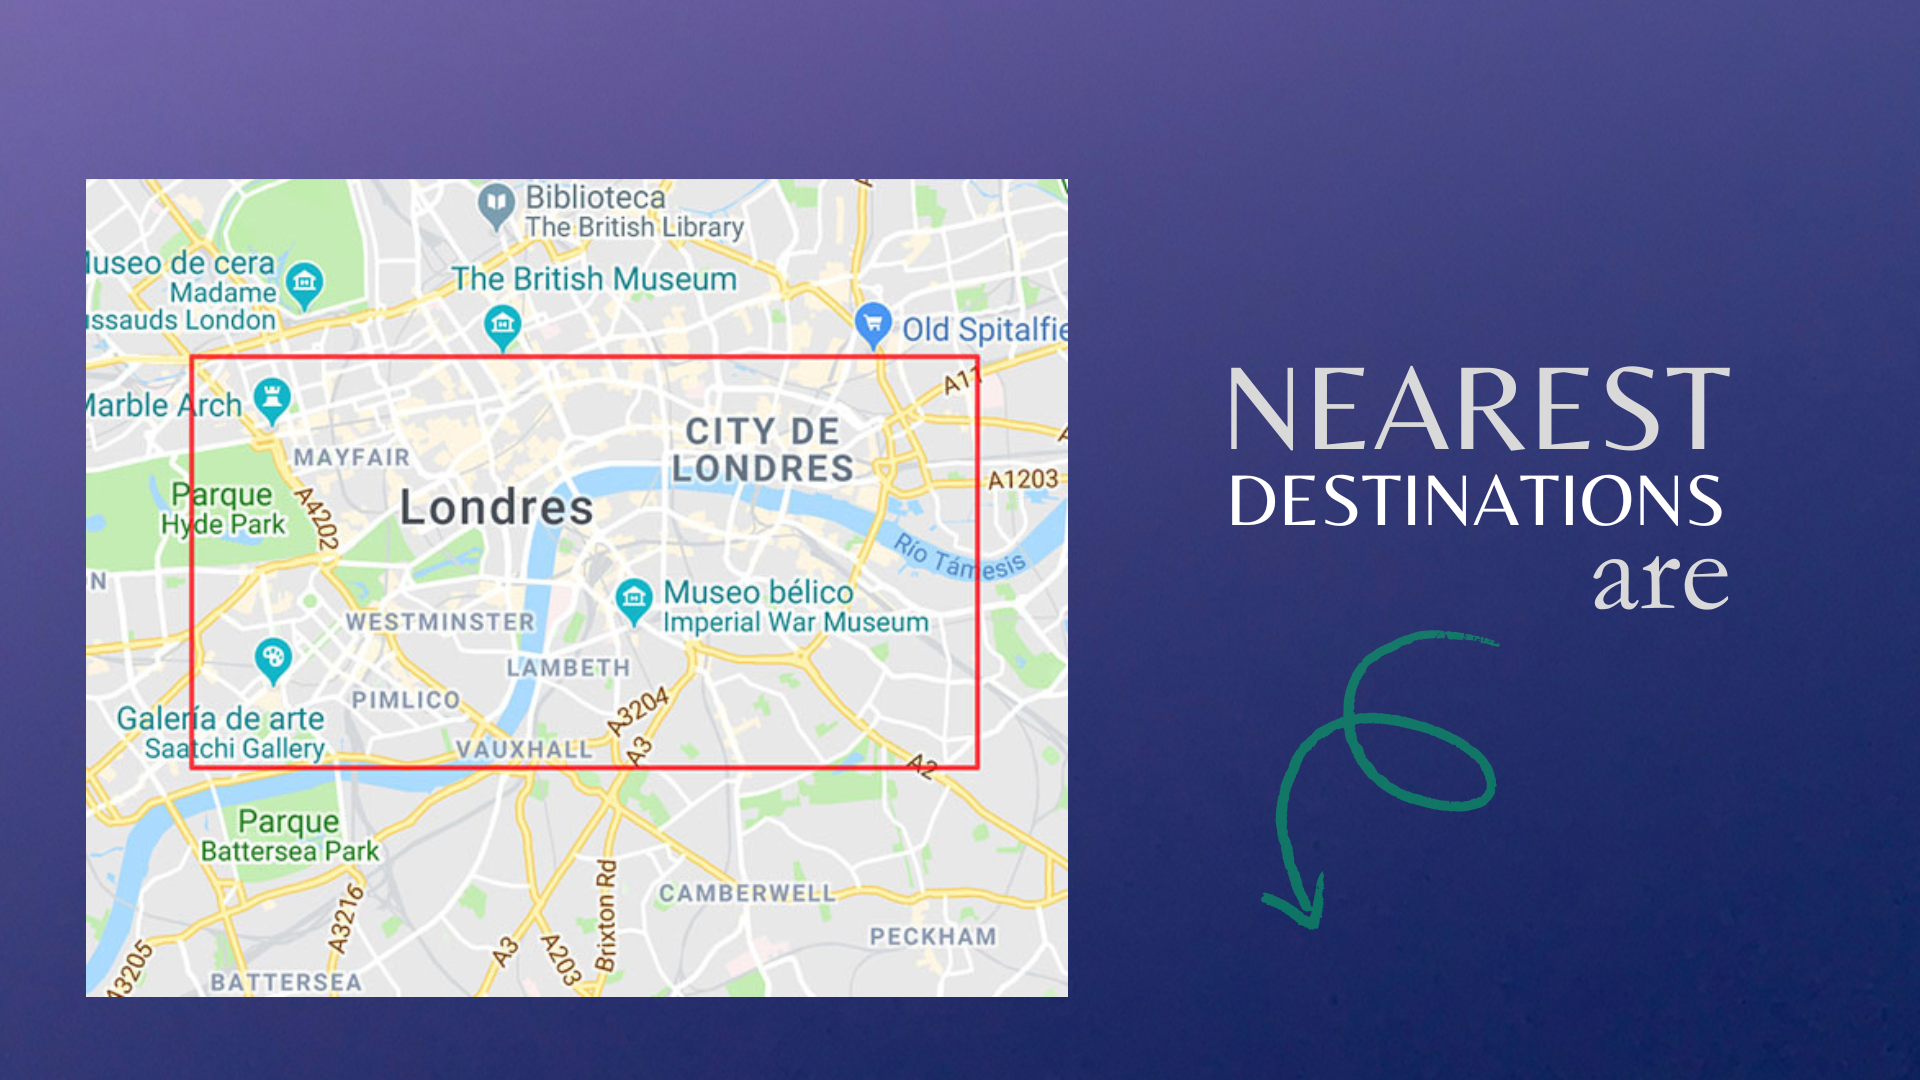 Biblioteca
The British Library
useo de cera
Madame
ussauds London
The British Museum
Old Spitalfie
A11
Marble Arch
MAYFAIR
CITY DE
LONDRES
A1203
Parque
Hyde Park
A4202
Londres
Río Támesis
N
Museo bélico
Imperial War Museum
WESTMINSTER
LAMBETH
PIMLICO
A3204
Galería de arte
Saatchi Gallery
VAUXHALL
A3
A2
Parque
Battersea Park
CAMBERWELL
Brixton Rd
A3216
PECKHAM
A3
A203
A3205
BATTERSEA
NEAREST
DESTINATIONS
are